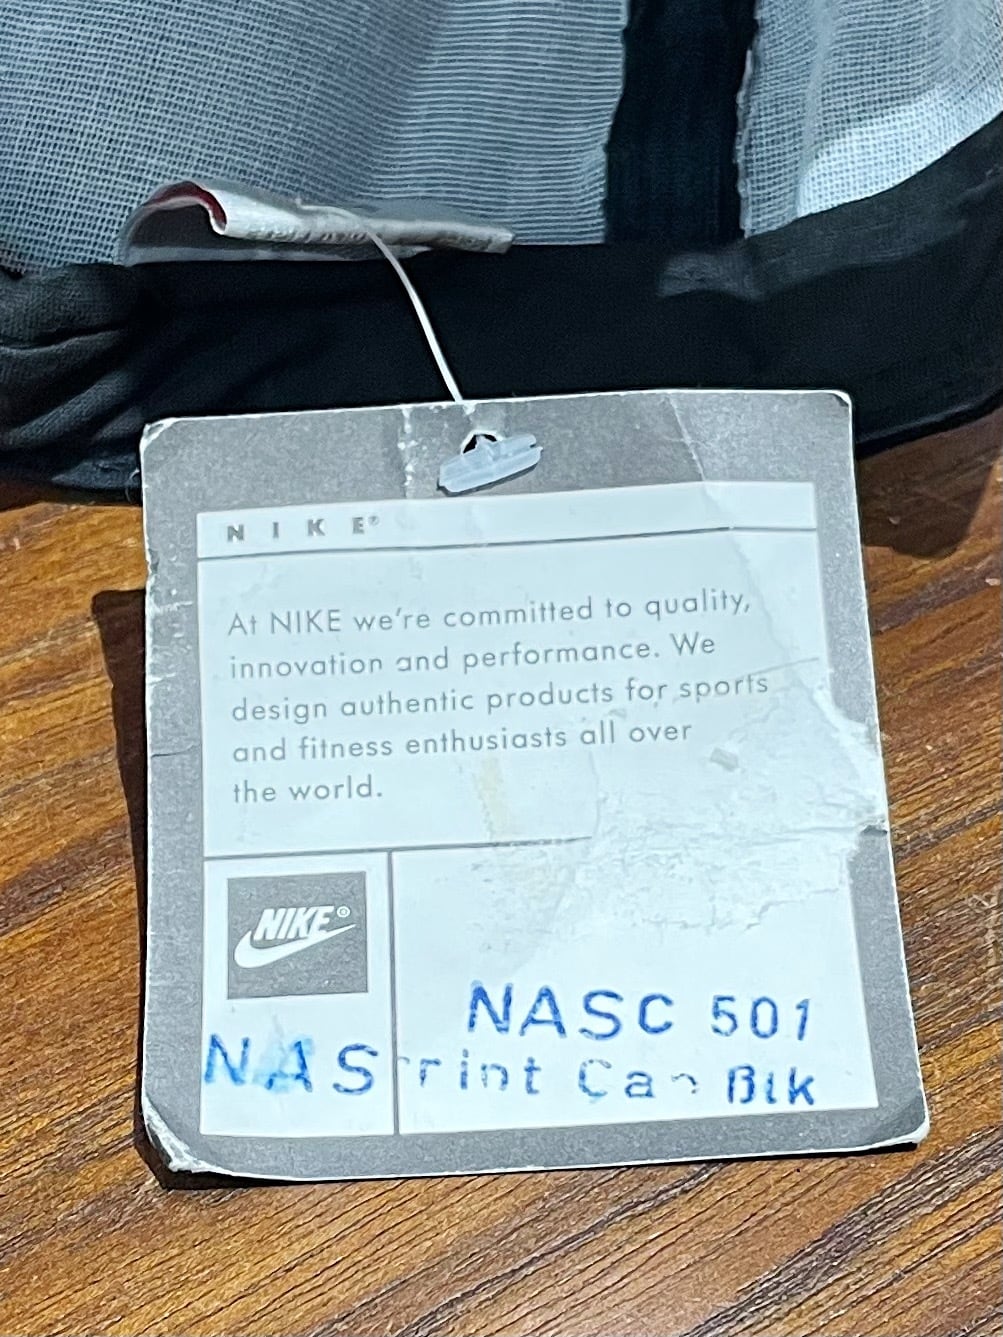 NIKE®
At NIKE we're committed to quality,
innovation and performance. We
design authentic products for sports
and fitness enthusiasts all over
the world.
NIKE®
NASC 501
NAS rint Blk